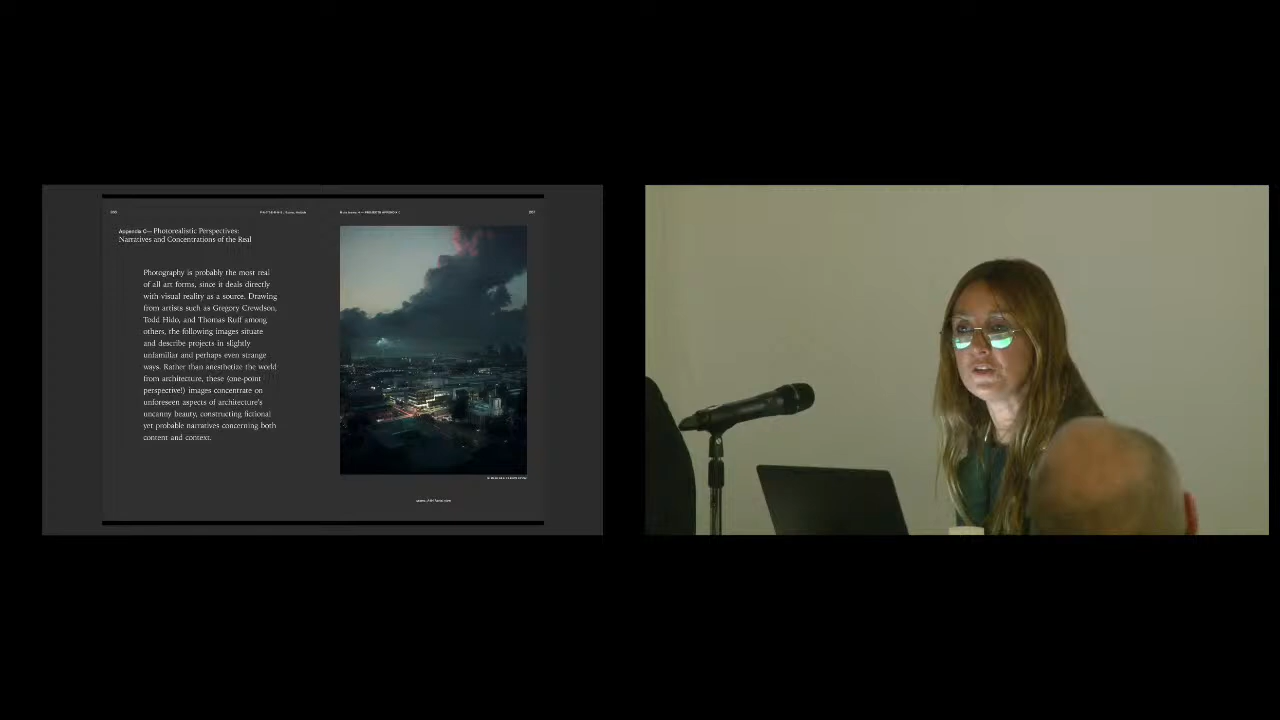 Appendix C— Photorealistic Perspectives:
Narratives and Concentrations of the Real
Photography is probably the most real
of all art forms, since it deals directly
with visual reality as a source. Drawing
from artists such as Gregory Crewdson,
Todd Hido, and Thomas Ruff among
others, the following images situate
and describe projects in slightly
unfamiliar and perhaps even strange
ways. Rather than anesthetize the world
from architecture, these (one-point
perspective!) images concentrate on
unforeseen aspects of architecture's
uncanny beauty, constructing fictional
yet probable narratives concerning both
content and context.